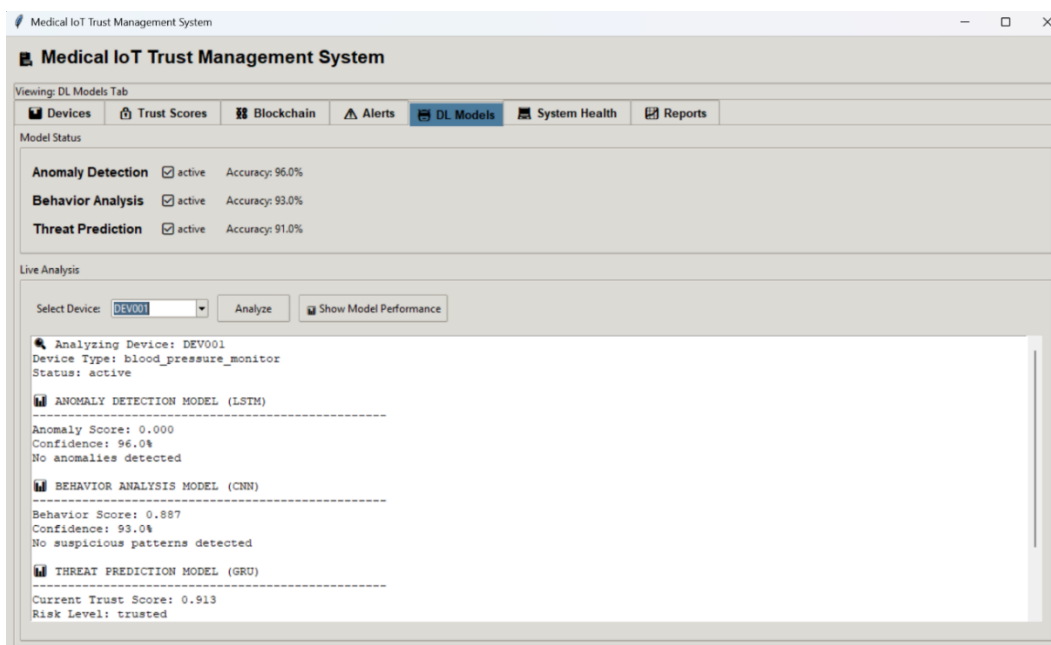 Medical IoT Trust Management System
Medical IoT Trust Management System
Viewing: DL Models Tab
Devices Trust Scores Blockchain Alerts DL Models System Health Reports
Model Status
Anomaly Detection active Accuracy: 96.0%
Behavior Analysis active Accuracy: 93.0%
Threat Prediction active Accuracy: 91.0%
Live Analysis
Select Device: DEV001 Analyze Show Model Performance
Analyzing Device: DEV001
Device Type: blood_pressure_monitor
Status: active
ANOMALY DETECTION MODEL (LSTM)
--------------------------------------------------
Anomaly Score: 0.000
Confidence: 96.0%
No anomalies detected
BEHAVIOR ANALYSIS MODEL (CNN)
--------------------------------------------------
Behavior Score: 0.887
Confidence: 93.0%
No suspicious patterns detected
THREAT PREDICTION MODEL (GRU)
--------------------------------------------------
Current Trust Score: 0.913
Risk Level: trusted